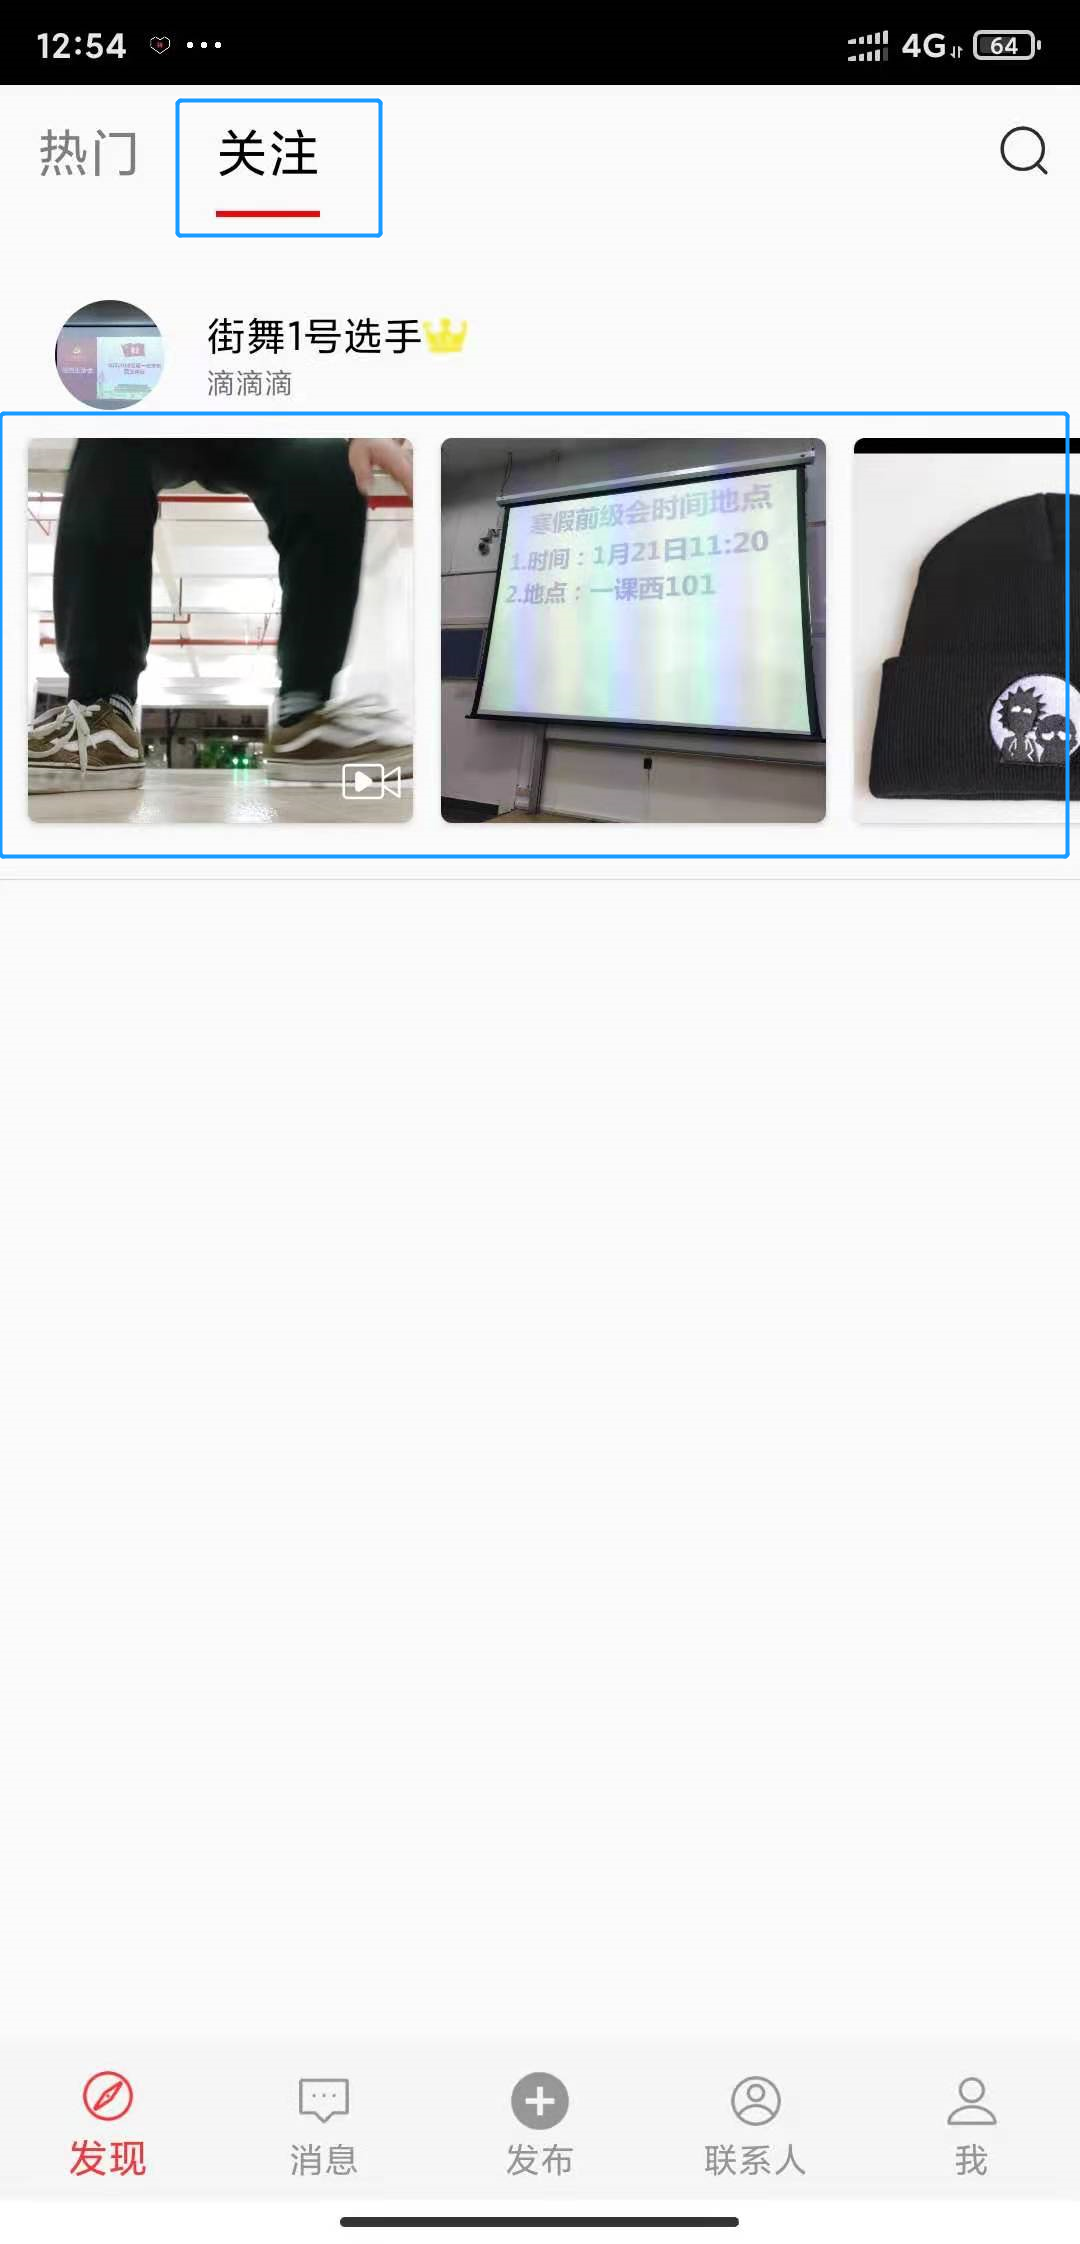 12:54
4G
64
热门
关注
街舞1号选手
滴滴滴
寒假前级会时间地点
1.时间：1月21日11:20
2.地点：一课西101
发现
消息
发布
联系人
我